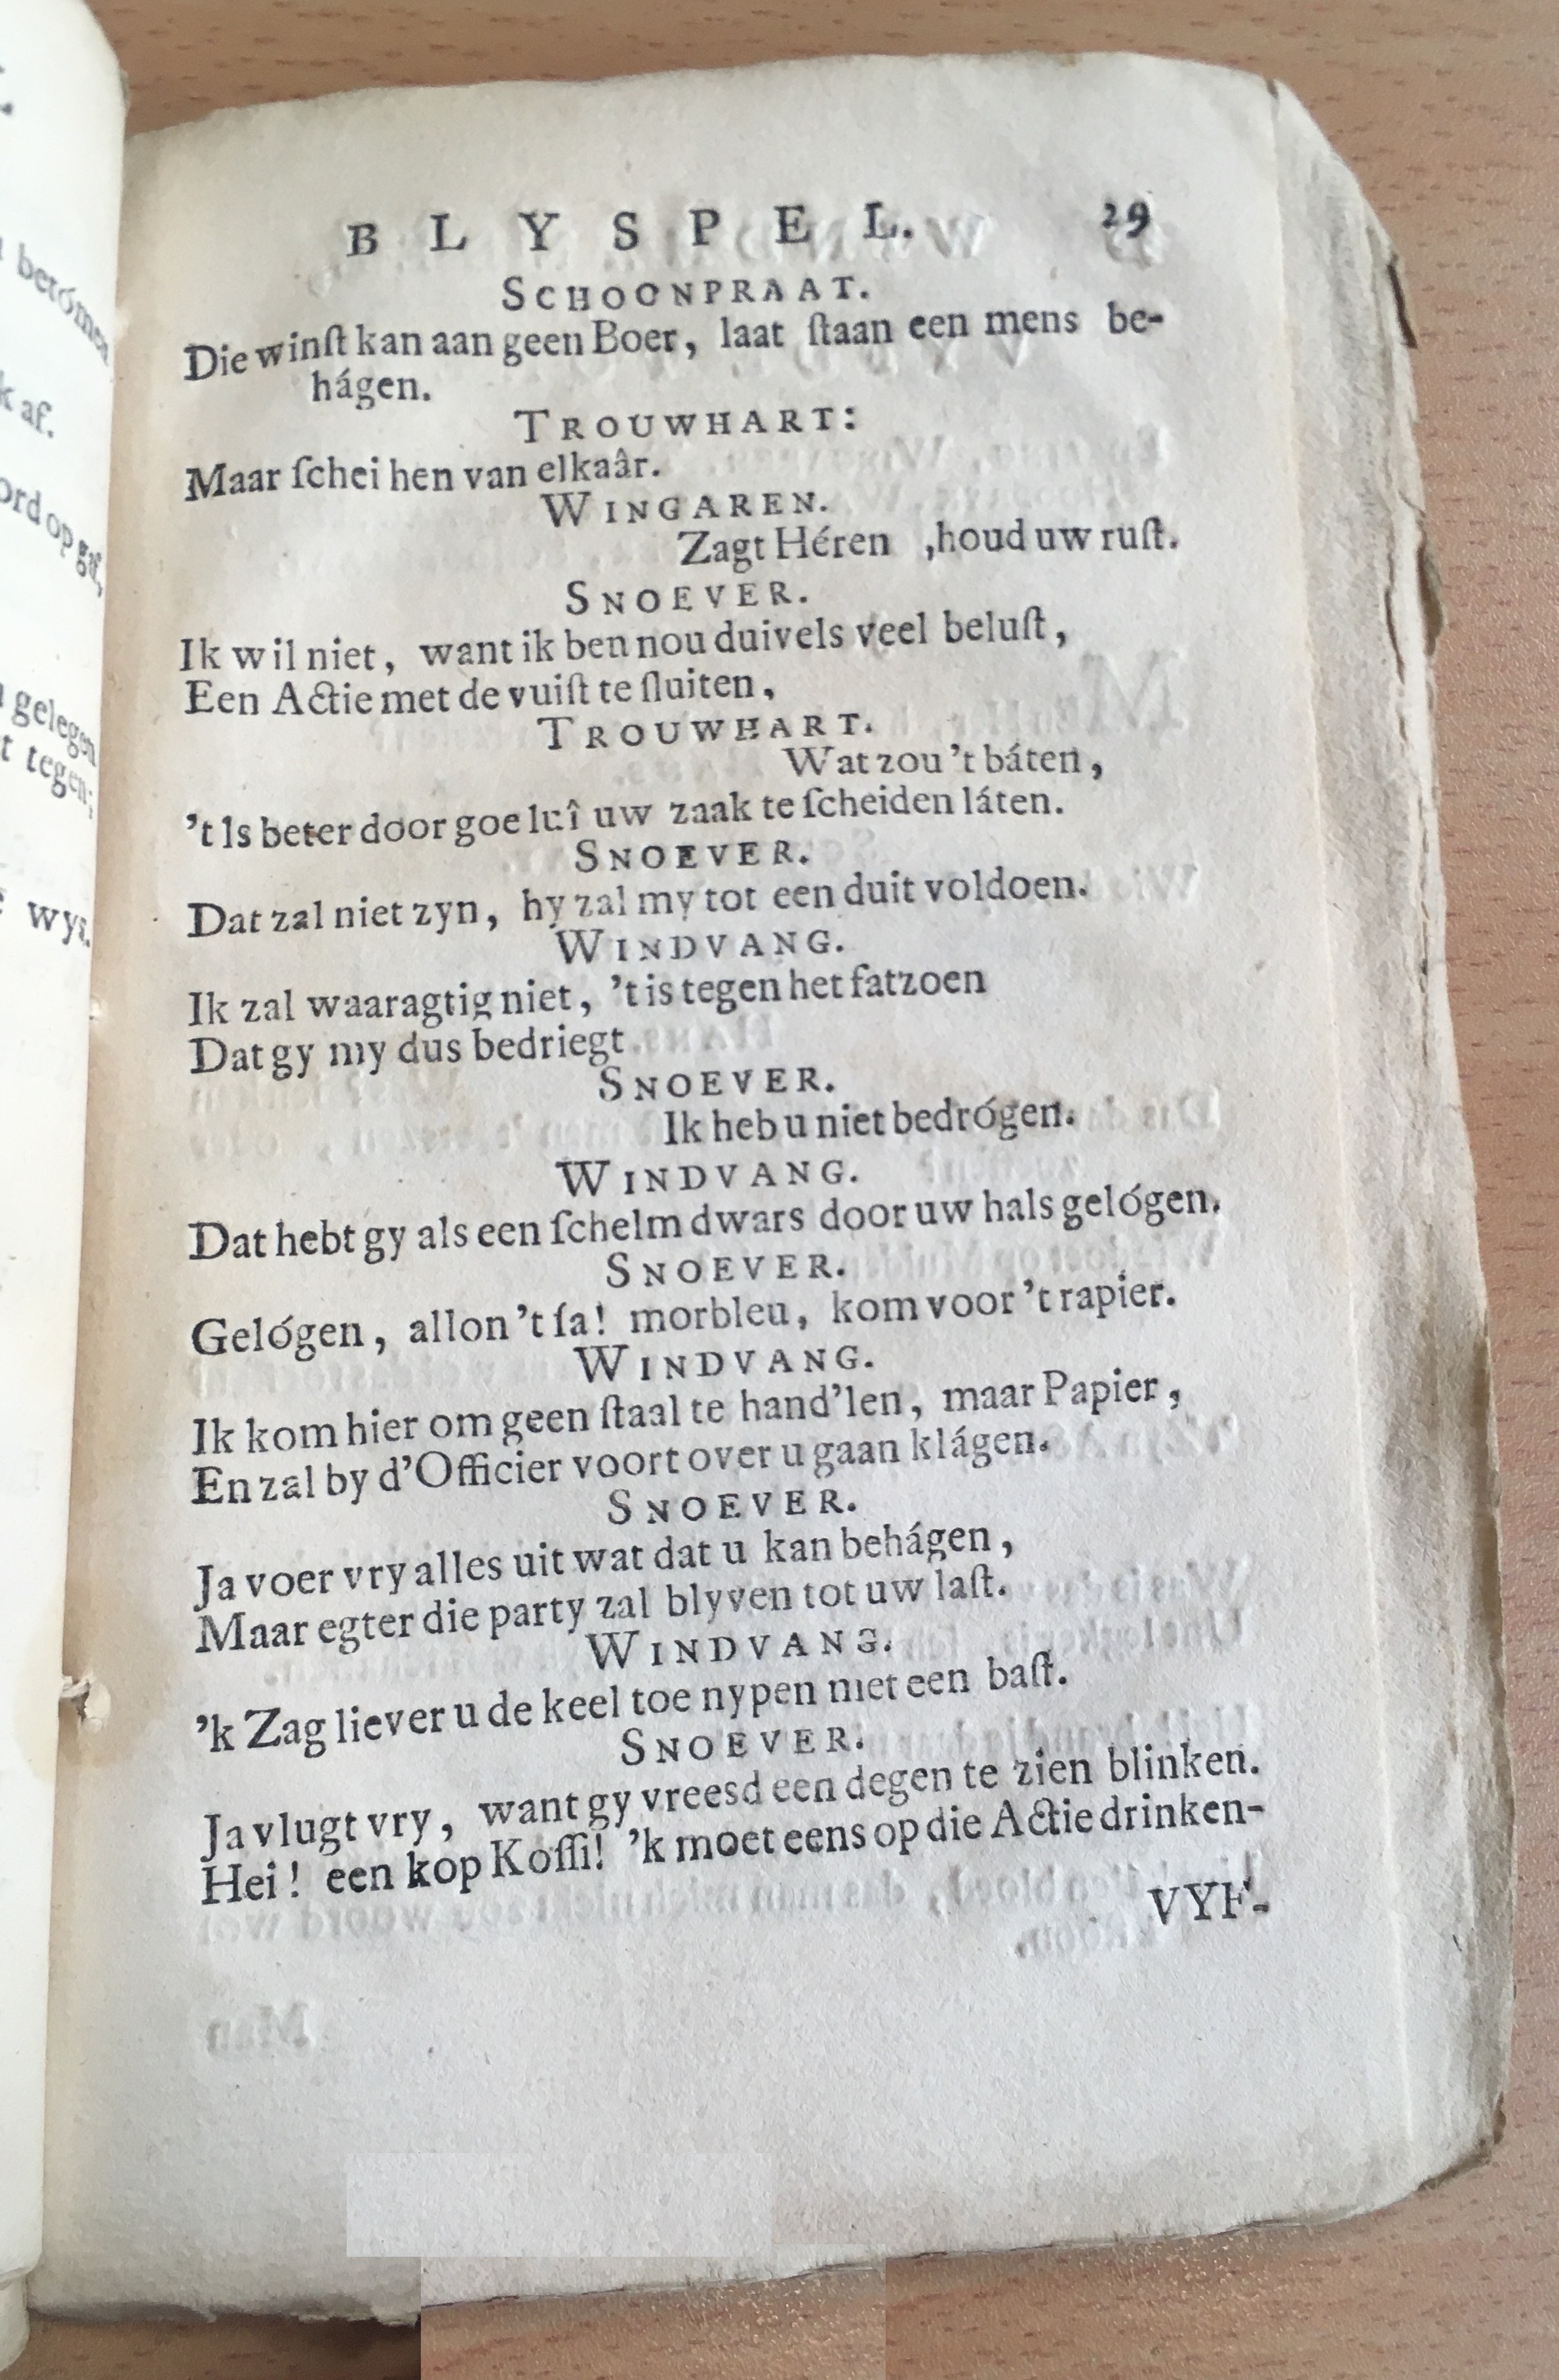 BLYSPEL. 29
SCHOONPRAAT.
Die winſt kan aan geen Boer, laat ſtaan een mens be-
hágen.
TROUWHART:
Maar ſchei hen van elkaâr.
WINGAREN.
Zagt Héren ,houd uw ruſt.
SNOEVER.
Ik wil niet, want ik ben nou duivels veel beluſt,
Een Actie met de vuiſt te ſluiten,
TROUWHART.
Wat zou 't báten,
't Is beter door goe luî uw zaak te ſcheiden láten.
SNOEVER.
Dat zal niet zyn, hy zal my tot een duit voldoen.
WINDVANG.
Ik zal waaragtig niet, 't is tegen het fatzoen
Dat gy my dus bedriegt
SNOEVER.
Ik heb u niet bedrógen.
WINDVANG.
Dat hebt gy als een ſchelm dwars door uw hals gelógen.
SNOEVER.
Gelógen, allon 't ſa! morbleu, kom voor 't rapier.
WINDVANG.
Ik kom hier om geen ſtaal te hand'len, maar Papier,
En zal by d'Officier voort over u gaan klágen.
SNOEVER.
Ja voer vry alles uit wat dat u kan behágen,
Maar egter die party zal blyven tot uw laſt.
WINDVANG.
'k Zag liever u de keel toe nypen met een baſt.
SNOEVER.
Ja vlugt vry, want gy vreesd een degen te zien blinken.
Hei! een kop Koffi! 'k moet eens op die Actie drinken-
VYF-
betómen
k af.
ord op gaf,
gelegen
t tegen;
wys.